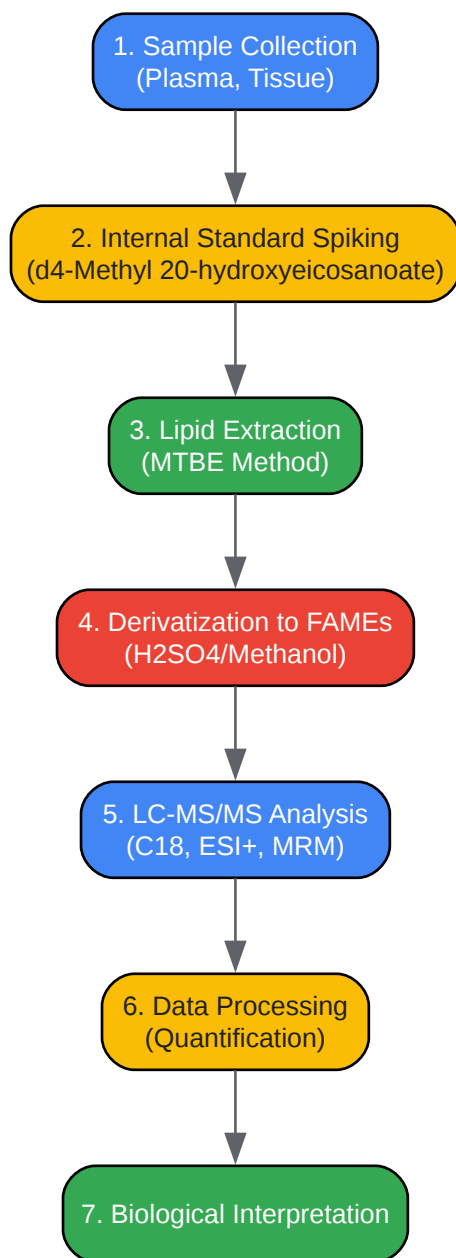 1. Sample Collection
(Plasma, Tissue)
2. Internal Standard Spiking
(d4-Methyl 20-hydroxyeicosanoate)
3. Lipid Extraction
(MTBE Method)
4. Derivatization to FAMEs
(H2SO4/Methanol)
5. LC-MS/MS Analysis
(C18, ESI+, MRM)
6. Data Processing
(Quantification)
7. Biological Interpretation